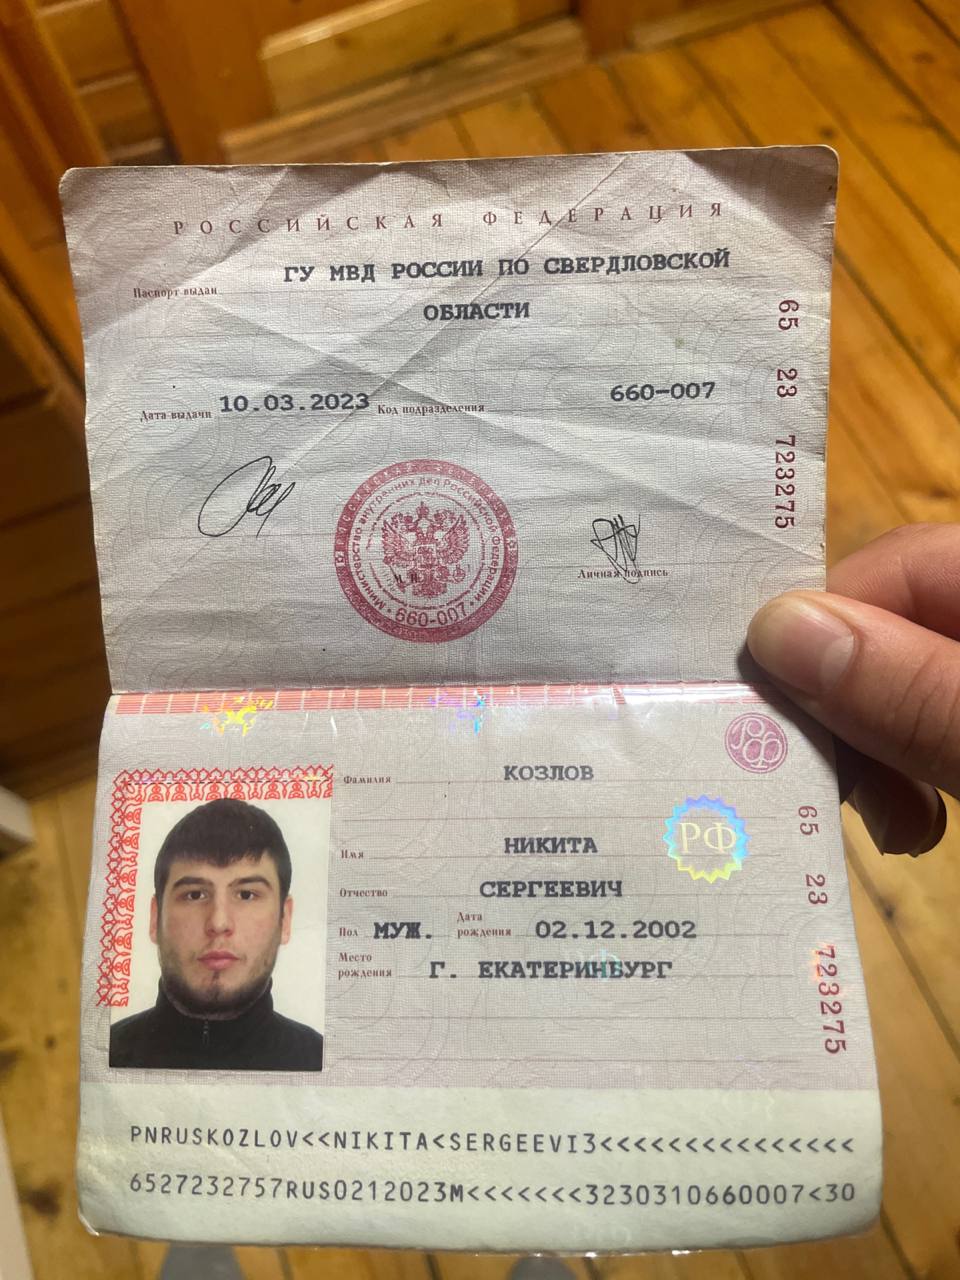 РОССИЙСКАЯ ФЕДЕРАЦИЯ
Паспорт выдан ГУ МВД РОССИИ ПО СВЕРДЛОВСКОЙ
ОБЛАСТИ
Дата выдачи 10.03.2023 Код подразделения 660-007
65 23 723275
Министерство внутренних дел Российской Федерации
660-007
М.П.
Личная подпись
РФ
Фамилия КОЗЛОВ
Имя НИКИТА
РФ
Отчество СЕРГЕЕВИЧ
Пол МУЖ. Дата рождения 02.12.2002
Место рождения Г. ЕКАТЕРИНБУРГ
65 23 723275
PNRUSKOZLOV<<NIKITA<SERGEEVI3<<<<<<<<<<<<<<<
6527232757RUS0212023M<<<<<<<3230310660007<30